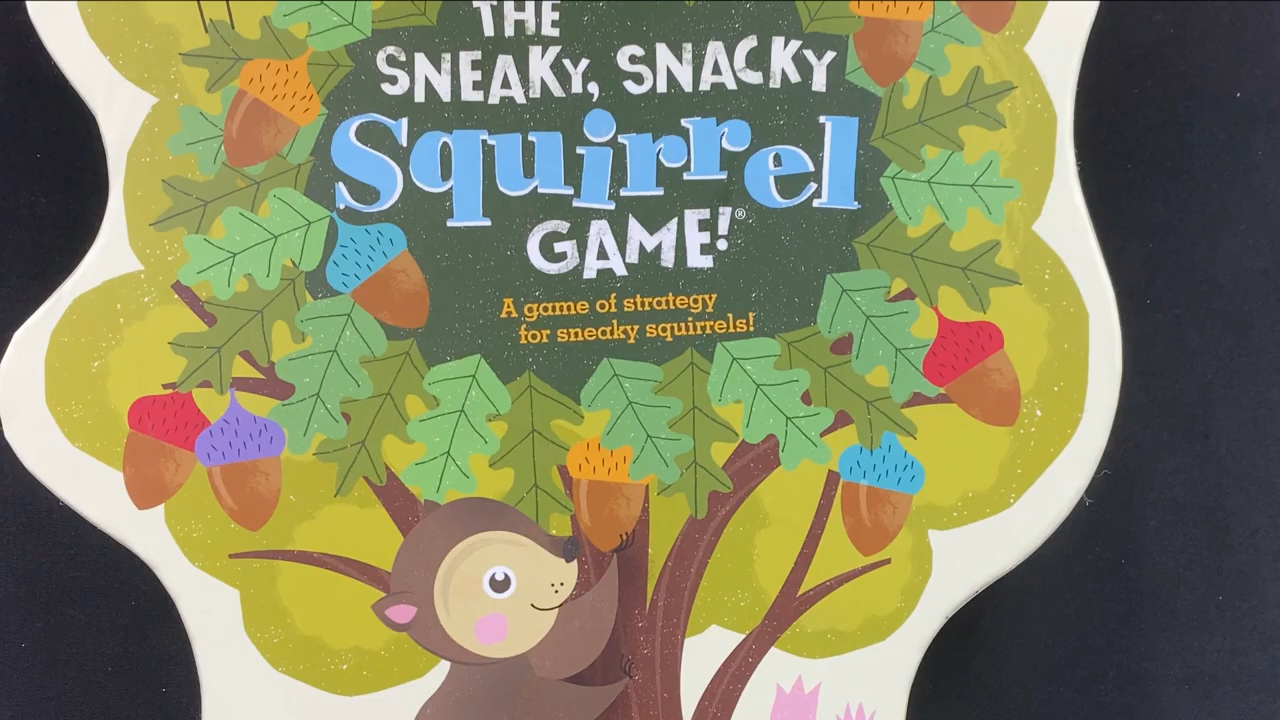 THE
SNEAKY, SNACKY
Squirrel
GAME!®
A game of strategy
for sneaky squirrels!